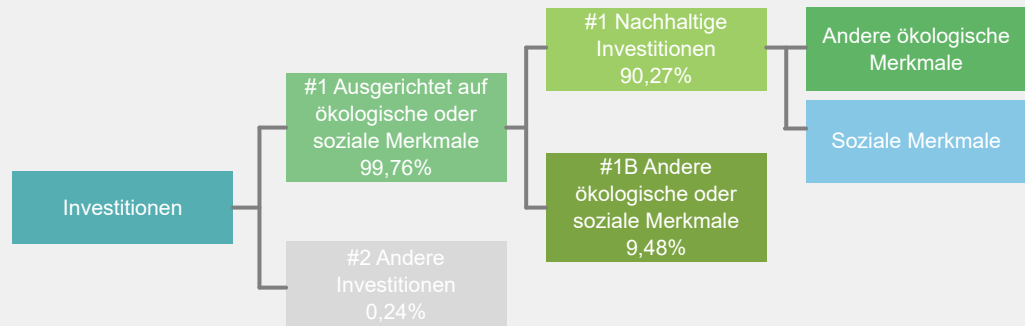 Investitionen
#1 Ausgerichtet auf
ökologische oder
soziale Merkmale
99,76%
#2 Andere
Investitionen
0,24%
#1 Nachhaltige
Investitionen
90,27%
#1B Andere
ökologische oder
soziale Merkmale
9,48%
Andere ökologische
Merkmale
Soziale Merkmale